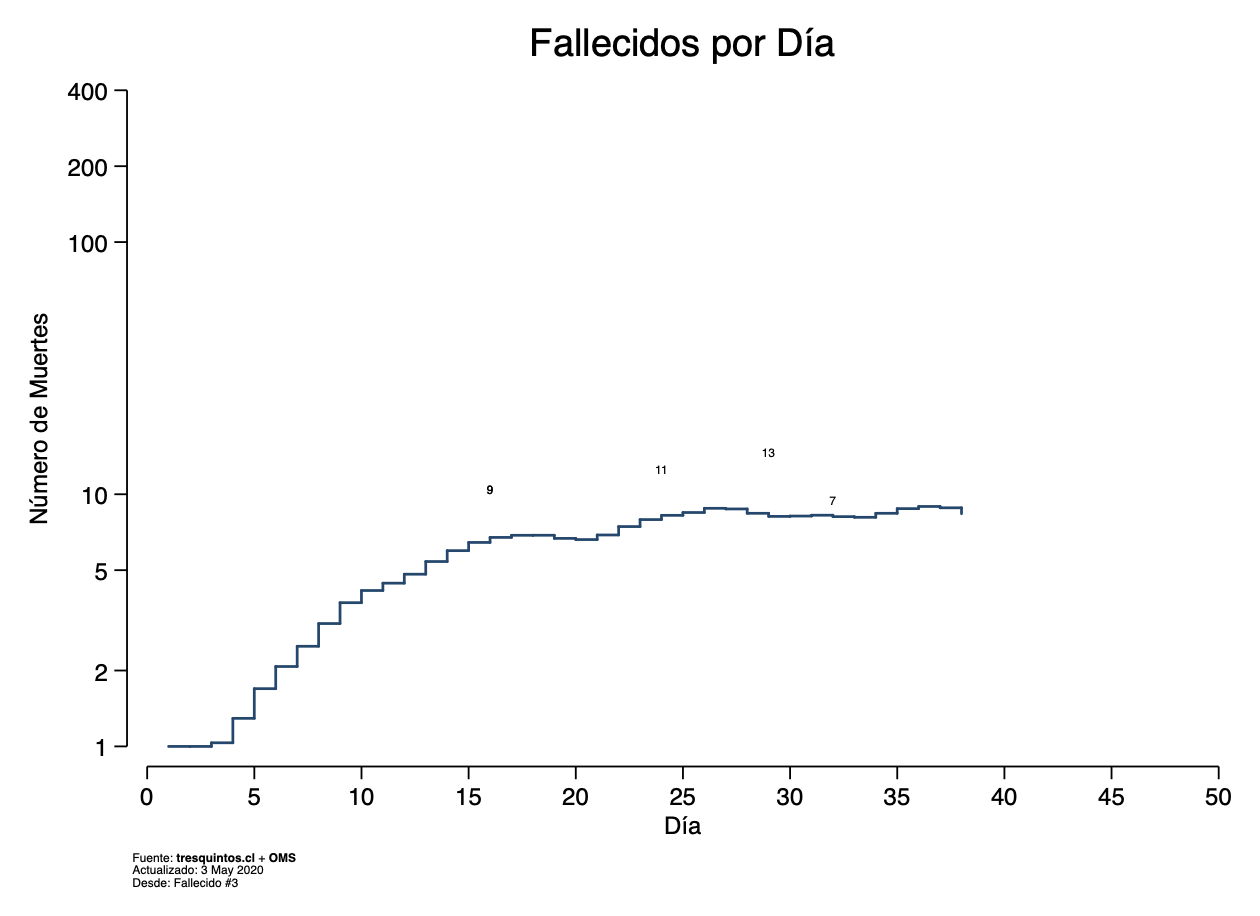 Fallecidos por Día
400
200
100
10
5
2
1
Número de Muertes
9
11
13
7
0 5 10 15 20 25 30 35 40 45 50
Día
Fuente: tresquintos.cl + OMS
Actualizado: 3 May 2020
Desde: Fallecido #3